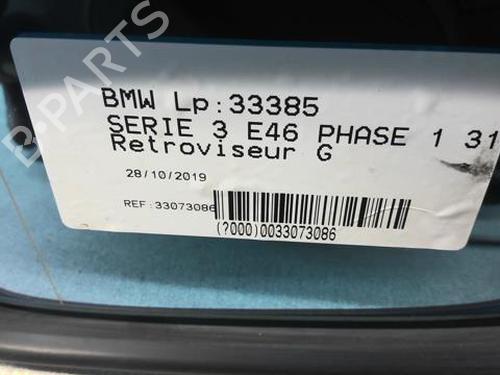 BMW Lp:33385
SERIE 3 E46 PHASE 1 31
Retroviseur G
28/10/2019
REF:33073086
(?000)0033073086
B-PARTS